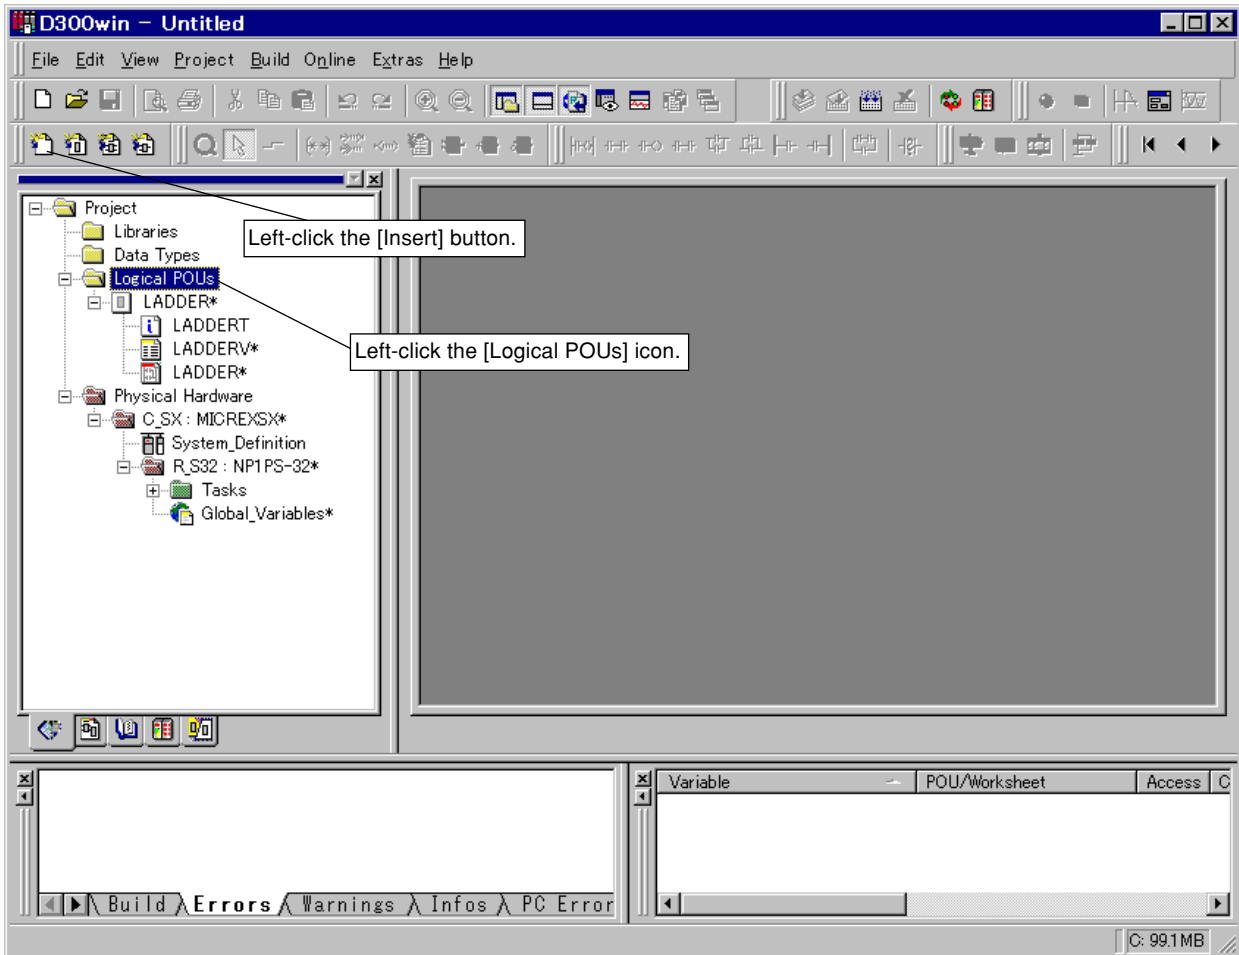 D300win – Untitled
File Edit View Project Build Online Extras Help
Project
Libraries
Left-click the [Insert] button.
Data Types
Logical POUs
LADDER*
LADDERT
LADDERV*
Left-click the [Logical POUs] icon.
LADDER*
Physical Hardware
C_SX : MICREXSX*
System_Definition
R_S32 : NP1PS-32*
Tasks
Global_Variables*
Variable POU/Worksheet Access C
Build Errors Warnings Infos PC Error
C: 99.1MB